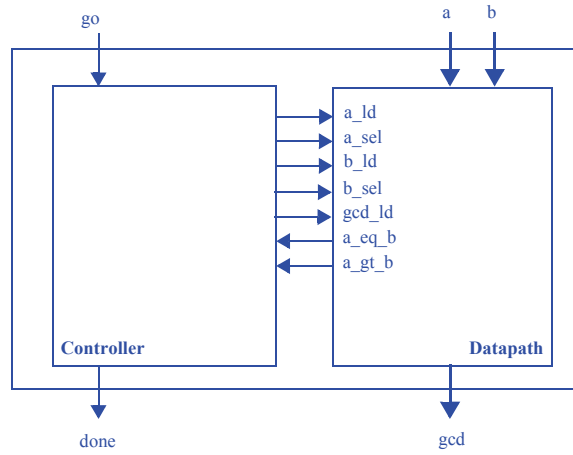 go
a
b
a_ld
a_sel
b_ld
b_sel
gcd_ld
a_eq_b
a_gt_b
Controller
Datapath
done
gcd